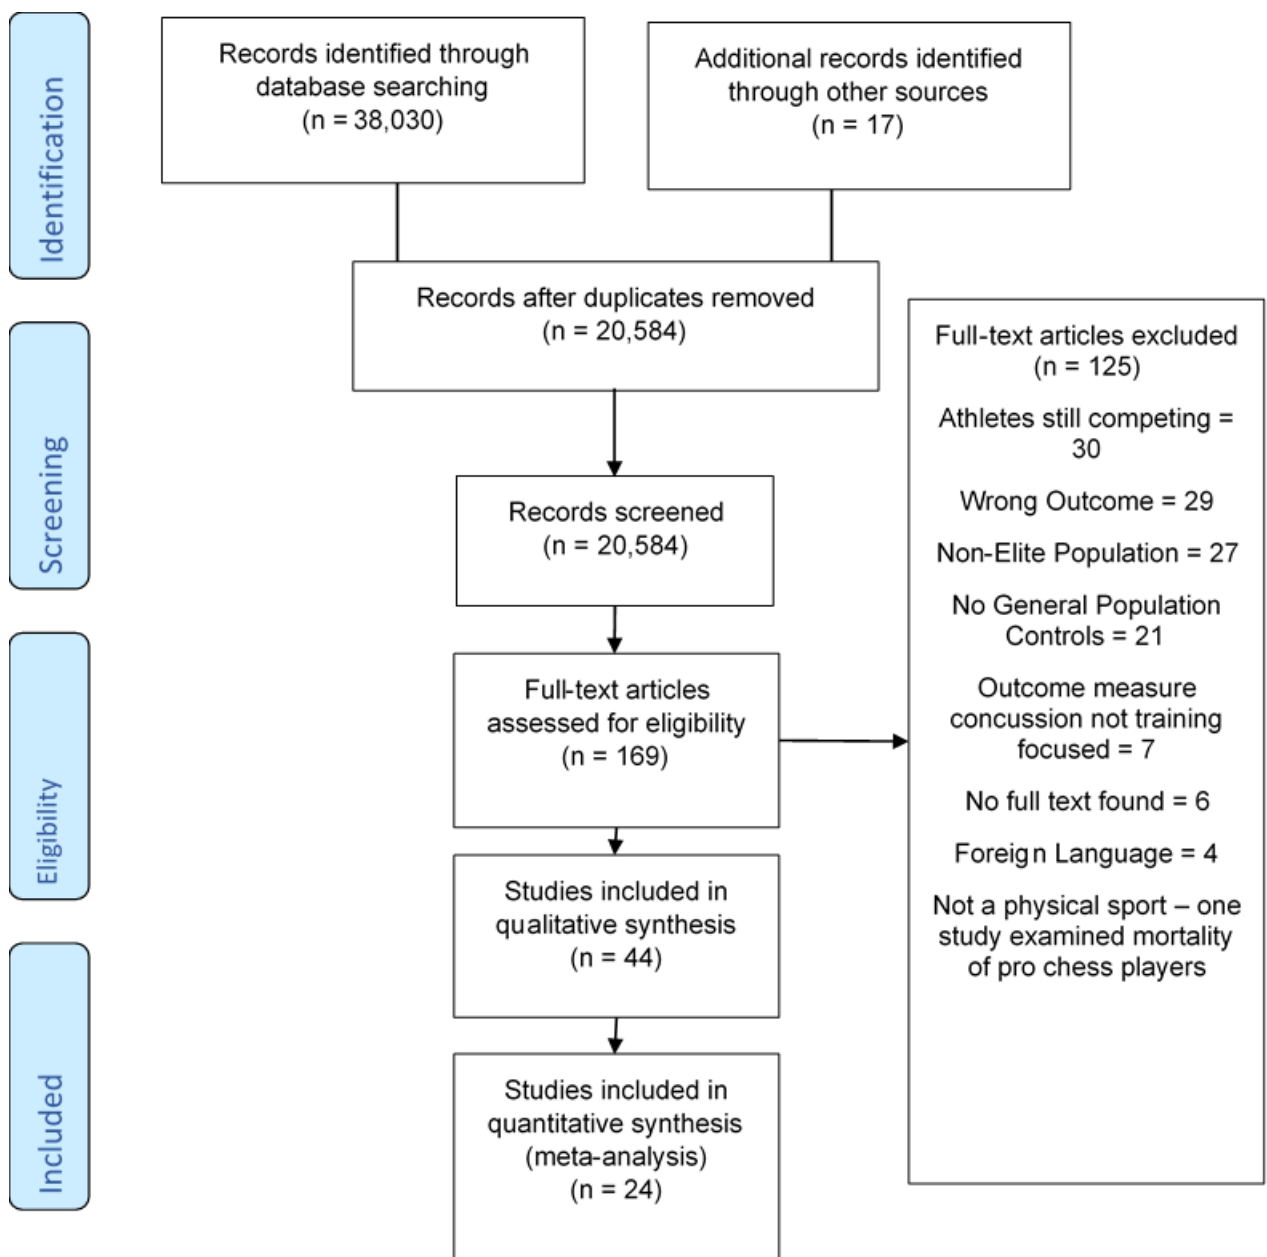 Identification
Records identified through
database searching
(n = 38,030)
Additional records identified
through other sources
(n = 17)
Records after duplicates removed
(n = 20,584)
Screening
Records screened
(n = 20,584)
Eligibility
Full-text articles
assessed for eligibility
(n = 169)
Full-text articles excluded
(n = 125)
Athletes still competing =
30
Wrong Outcome = 29
Non-Elite Population = 27
No General Population
Controls = 21
Outcome measure
concussion not training
focused = 7
No full text found = 6
Foreign Language = 4
Not a physical sport – one
study examined mortality
of pro chess players
Studies included in
qualitative synthesis
(n = 44)
Included
Studies included in
quantitative synthesis
(meta-analysis)
(n = 24)